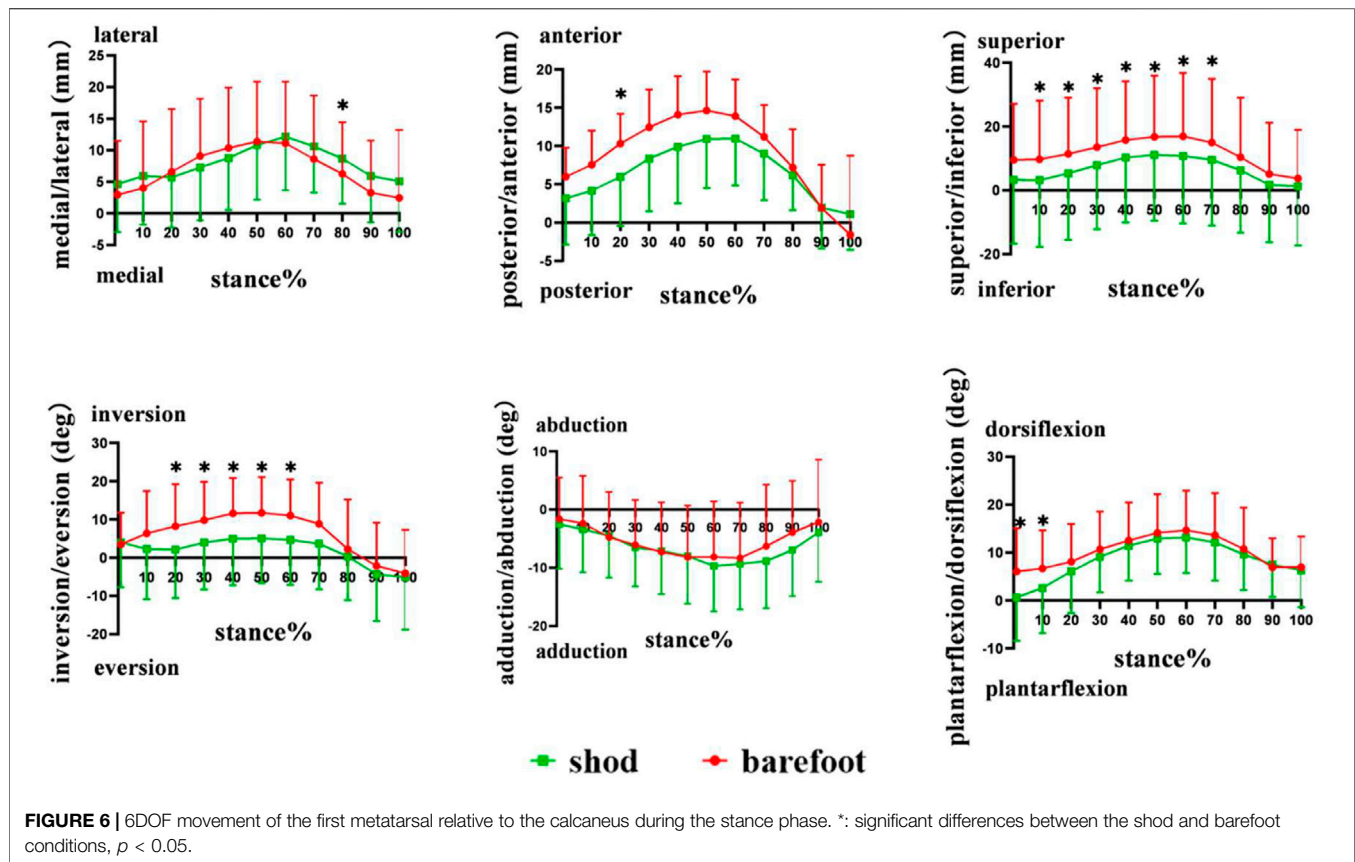 lateral
medial/lateral (mm)
25
20
15
10
5
0
-5
10 20 30 40 50 60 70 80 90 100
*
medial
stance%
anterior
posterior/anterior (mm)
20
15
10
5
0
-5
10 20 30 40 50 60 70 80 90 100
*
posterior
stance%
superior
superior/inferior (mm)
40
20
0
-20
10 20 30 40 50 60 70 80 90 100
* * * * * * *
inferior
stance%
inversion
inversion/eversion (deg)
30
20
10
0
-10
-20
10 20 30 40 50 60 70 80 90 100
* * * * *
stance%
eversion
abduction
adduction/abduction (deg)
10
0
-10
-20
10 20 30 40 50 60 70 80 90 100
stance%
adduction
dorsiflexion
plantarflexion/dorsiflexion (deg)
30
20
10
0
-10
10 20 30 40 50 60 70 80 90 100
* *
stance%
plantarflexion
shod barefoot
FIGURE 6 | 6DOF movement of the first metatarsal relative to the calcaneus during the stance phase. *: significant differences between the shod and barefoot
conditions, p < 0.05.